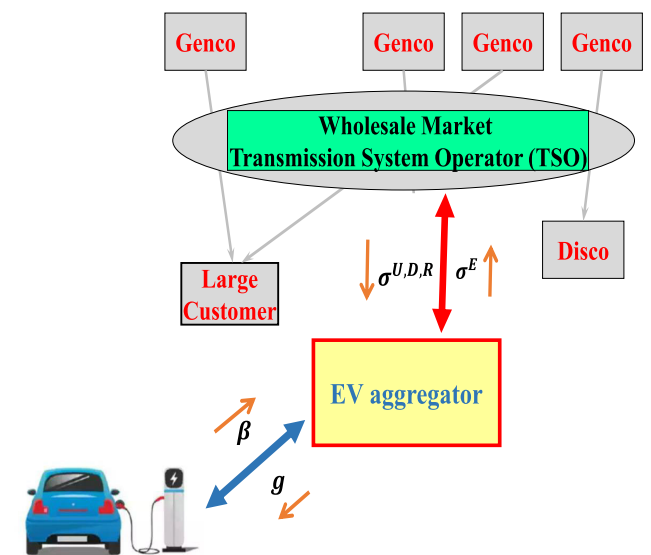 Genco
Genco
Genco
Genco
Wholesale Market
Transmission System Operator (TSO)
Disco
Large
Customer
σ^{U,D,R}
σ^E
EV aggregator
β
g